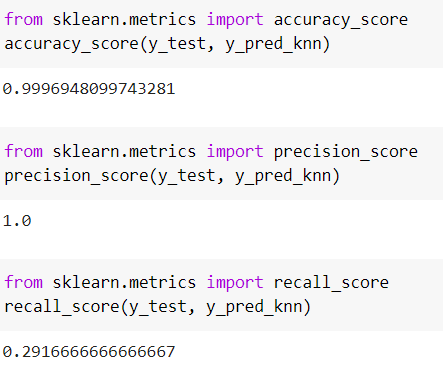 from sklearn.metrics import accuracy_score
accuracy_score(y_test, y_pred_knn)
0.9996948099743281
from sklearn.metrics import precision_score
precision_score(y_test, y_pred_knn)
1.0
from sklearn.metrics import recall_score
recall_score(y_test, y_pred_knn)
0.2916666666666667